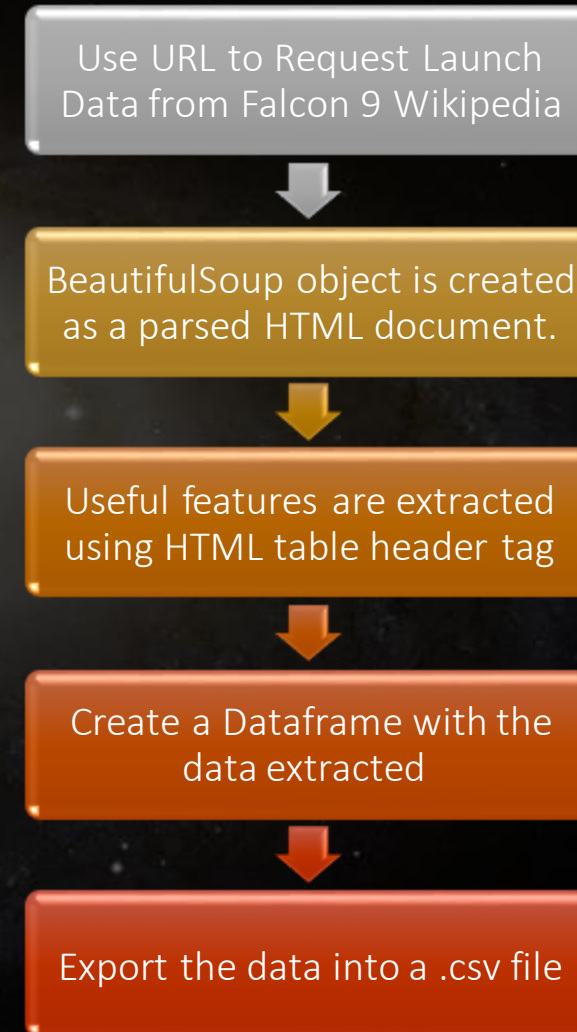 Use URL to Request Launch
Data from Falcon 9 Wikipedia
BeautifulSoup object is created
as a parsed HTML document.
Useful features are extracted
using HTML table header tag
Create a Dataframe with the
data extracted
Export the data into a .csv file